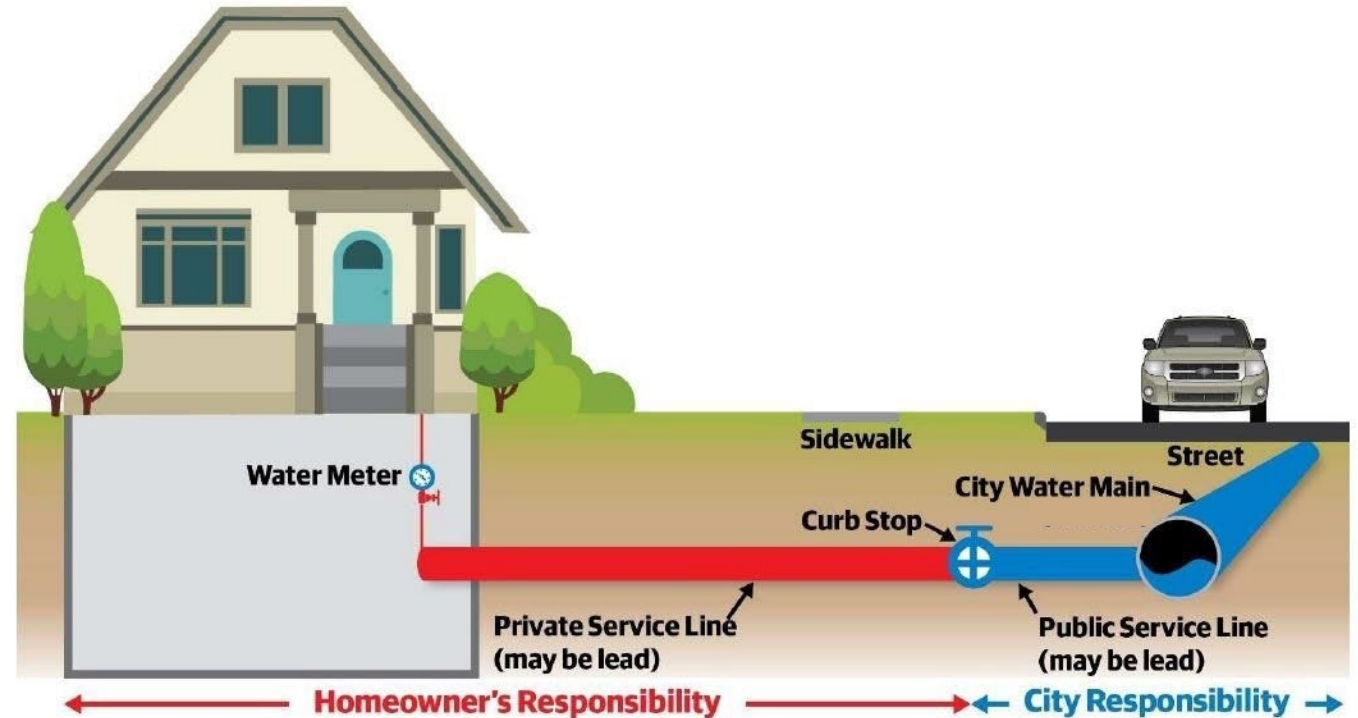 Water Meter
Sidewalk
Street
City Water Main
Curb Stop
Private Service Line
(may be lead)
Public Service Line
(may be lead)
Homeowner's Responsibility
City Responsibility